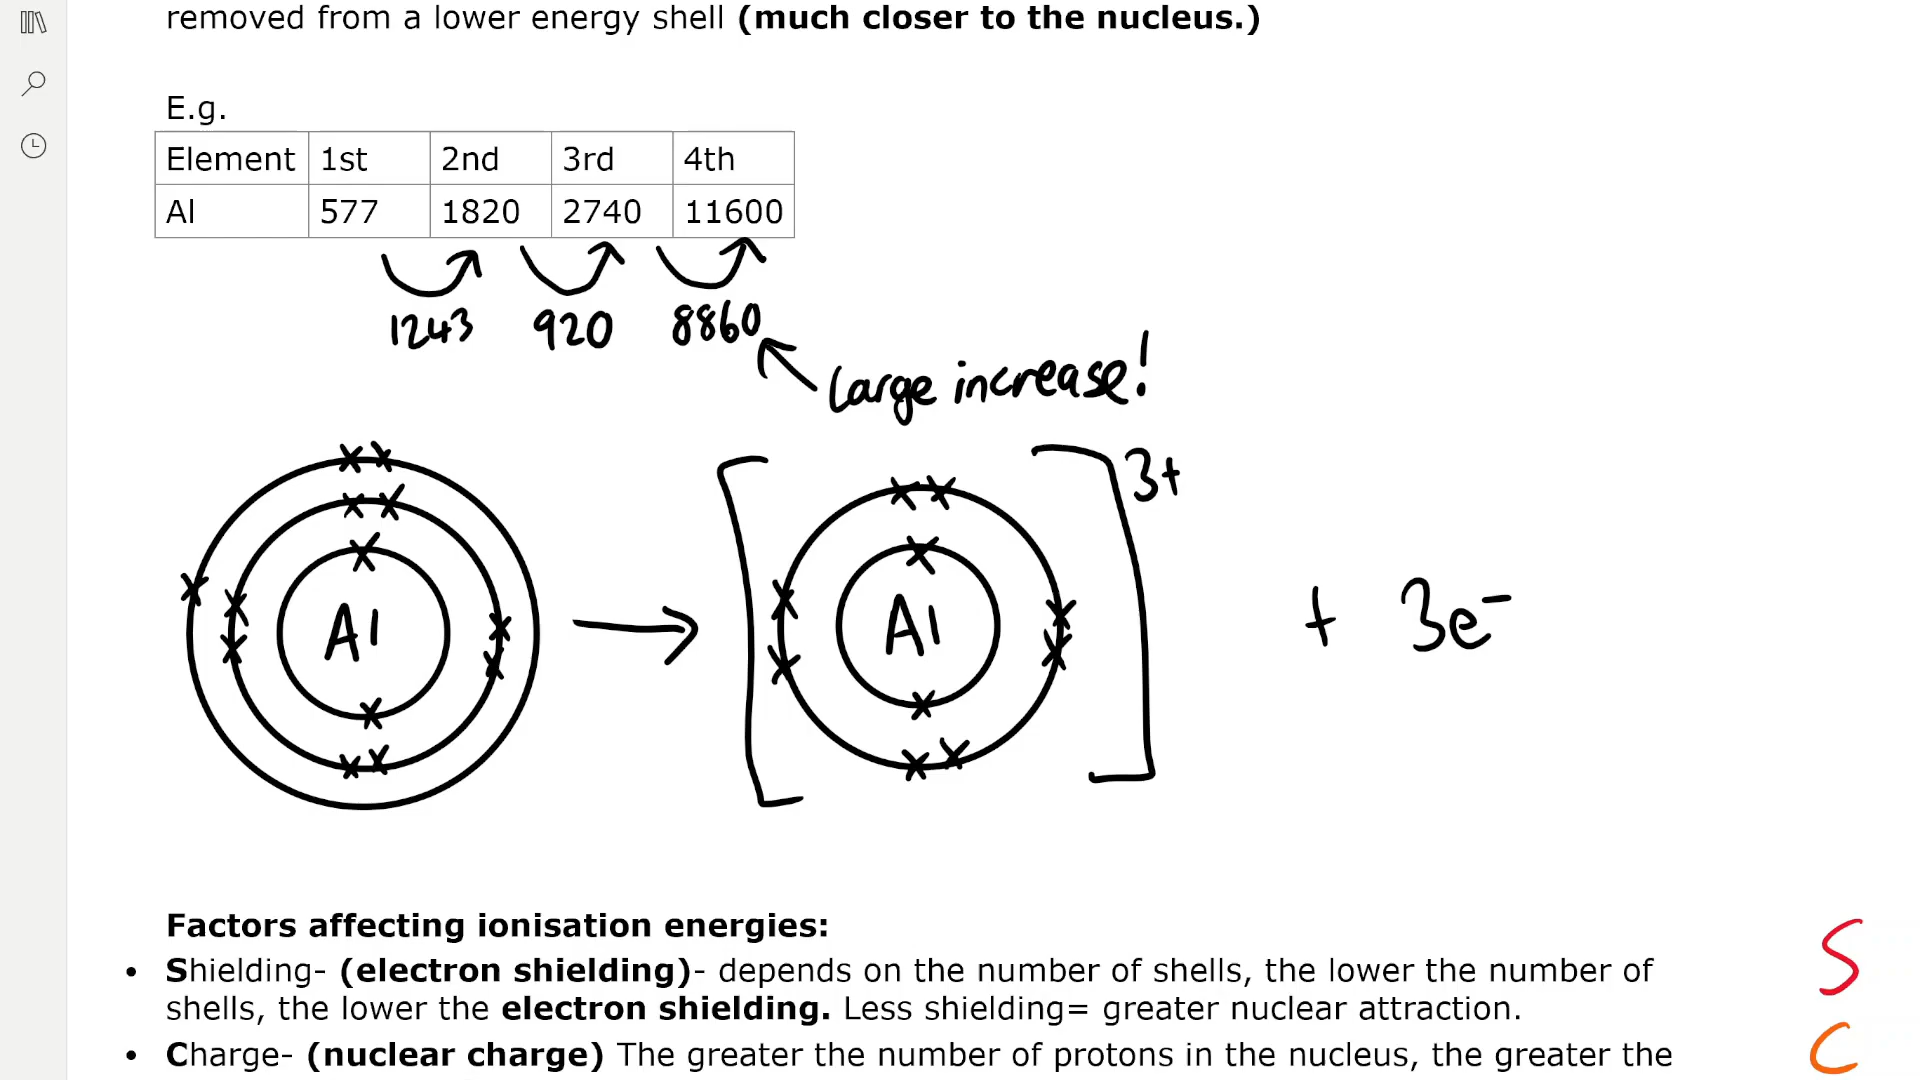 removed from a lower energy shell (much closer to the nucleus.)
E.g.
Element 1st 2nd 3rd 4th
Al 577 1820 2740 11600
1243 920 8860
Large increase!
3+
Al Al + 3e⁻
Factors affecting ionisation energies:
• Shielding- (electron shielding)- depends on the number of shells, the lower the number of
shells, the lower the electron shielding. Less shielding= greater nuclear attraction.
S
• Charge- (nuclear charge) The greater the number of protons in the nucleus, the greater the
C